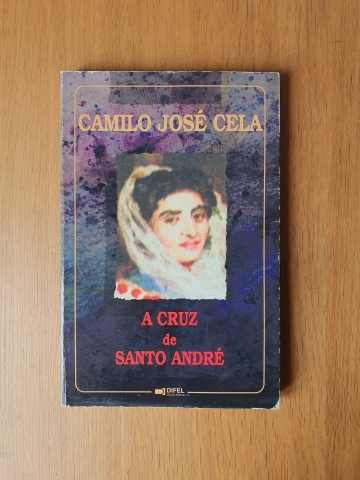 CAMILO JOSÉ CELA
A CRUZ
de
SANTO ANDRÉ
DIFEL